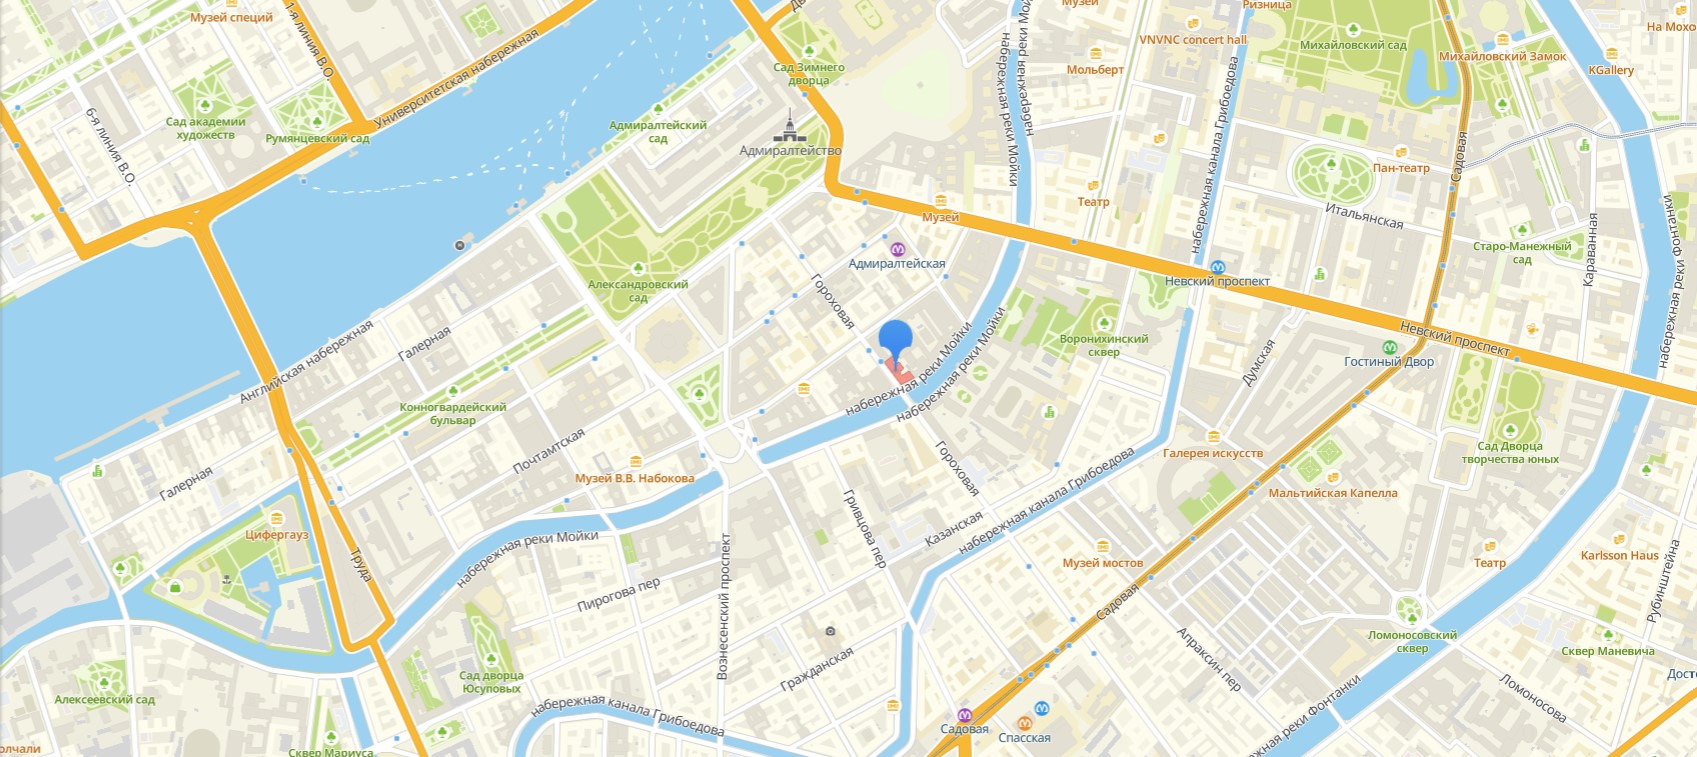 Музей специй
1-я линия В.О.
Университетская набережная
Сад Зимнего
дворца
Музей
Мольберт
набережная реки Мойки
набережная реки Мойки
VNVNC concert hall
Ризница
Михайловский сад
Михайловский Замок
KGallery
На Мохо
6-я линия В.О.
Сад академии
художеств
Румянцевский сад
Адмиралтейский
сад
Адмиралтейство
набережная канала Грибоедова
Садовая
Пан-театр
Театр
Музей
Итальянская
Старо-Манежный
сад
Караванная
набережная реки Фонтанки
Александровский
сад
Адмиралтейская
Гороховая
Невский проспект
Невский проспект
Гостиный Двор
Воронихинский
сквер
Думская
Английская набережная
Галерная
Конногвардейский
бульвар
набережная реки Мойки
набережная реки Мойки
Почтамтская
Галерная
Музей В.В. Набокова
Гороховая
Галерея искусств
Сад Дворца
творчества юных
Мальтийская Капелла
Цифергауз
Труда
набережная реки Мойки
Гривцова пер
Казанская
набережная канала Грибоедова
Музей мостов
Театр
Karlsson Haus
Рубинштейна
Пирогова пер
Вознесенский проспект
Садовая
Апраксин пер
Ломоносовский
сквер
Сквер Маневича
Дост
Алексеевский сад
Сад дворца
Юсуповых
Гражданская
набережная канала Грибоедова
Садовая
Спасская
Ломоносова
жная реки Фонтанки
олчали
Сквер Мариуса